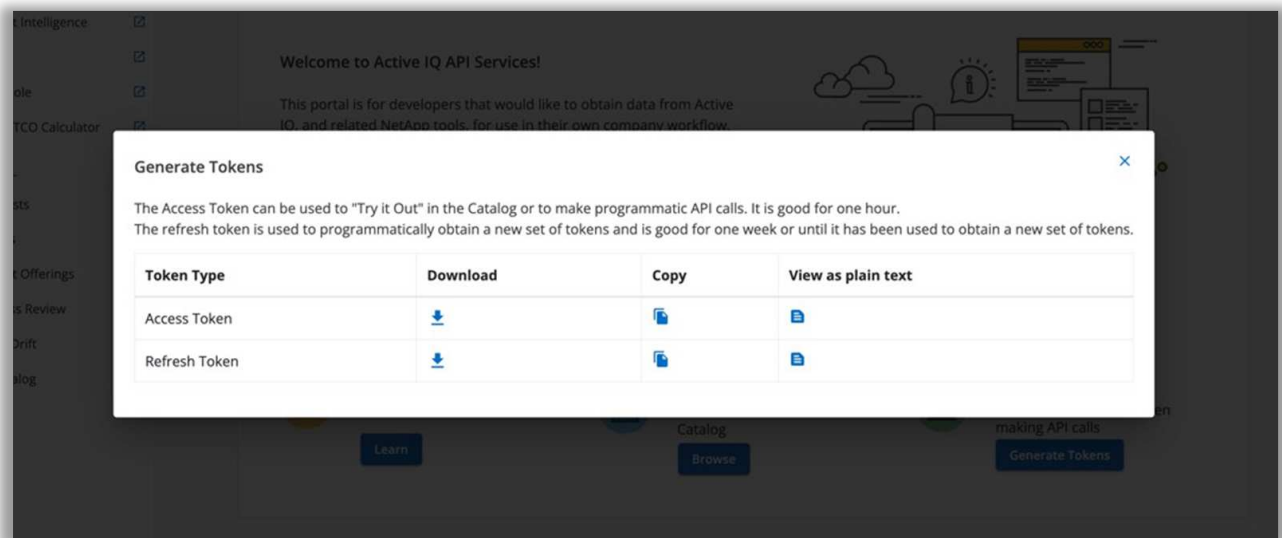 t Intelligence
ole
TCO Calculator
sts
t Offerings
ss Review
Drift
alog
Welcome to Active IQ API Services!
This portal is for developers that would like to obtain data from Active
IQ, and related NetApp tools, for use in their own company workflow.
Generate Tokens
The Access Token can be used to "Try it Out" in the Catalog or to make programmatic API calls. It is good for one hour.
The refresh token is used to programmatically obtain a new set of tokens and is good for one week or until it has been used to obtain a new set of tokens.
Token Type Download Copy View as plain text
Access Token
Refresh Token
Learn
Catalog
Browse
en
making API calls
Generate Tokens